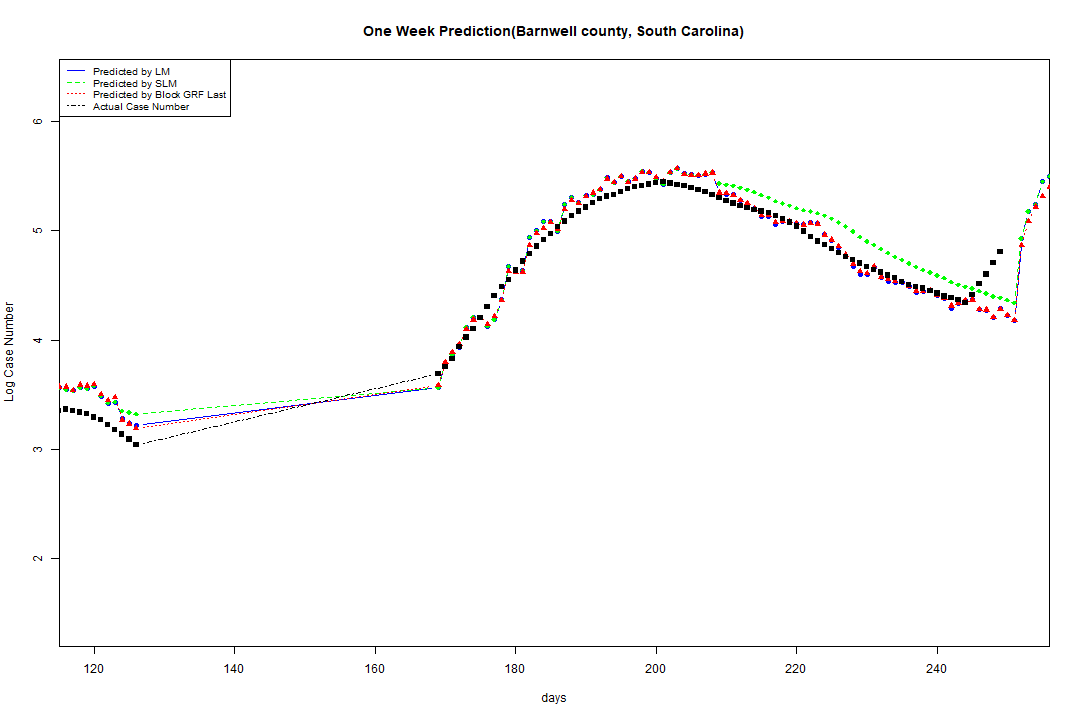 One Week Prediction(Barnwell county, South Carolina)
Predicted by LM
Predicted by SLM
Predicted by Block GRF Last
Actual Case Number
6
5
4
3
2
Log Case Number
120 140 160 180 200 220 240
days